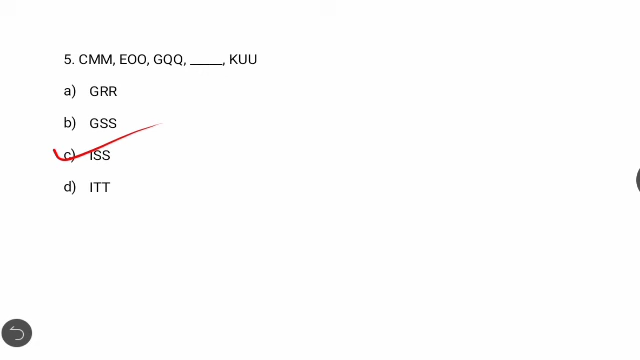 5. CMM, EOO, GQQ, _____, KUU
a) GRR
b) GSS
c) ISS
d) ITT